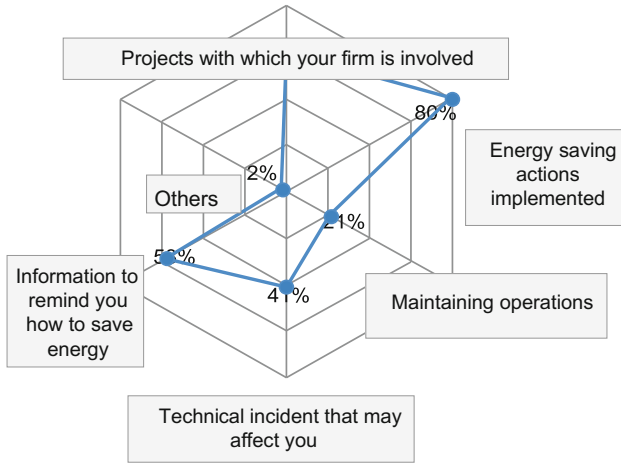 Projects with which your firm is involved
80%
Energy saving
actions
implemented
2%
Others
21%
Information to
remind you
how to save
energy
41%
Maintaining operations
Technical incident that may
affect you